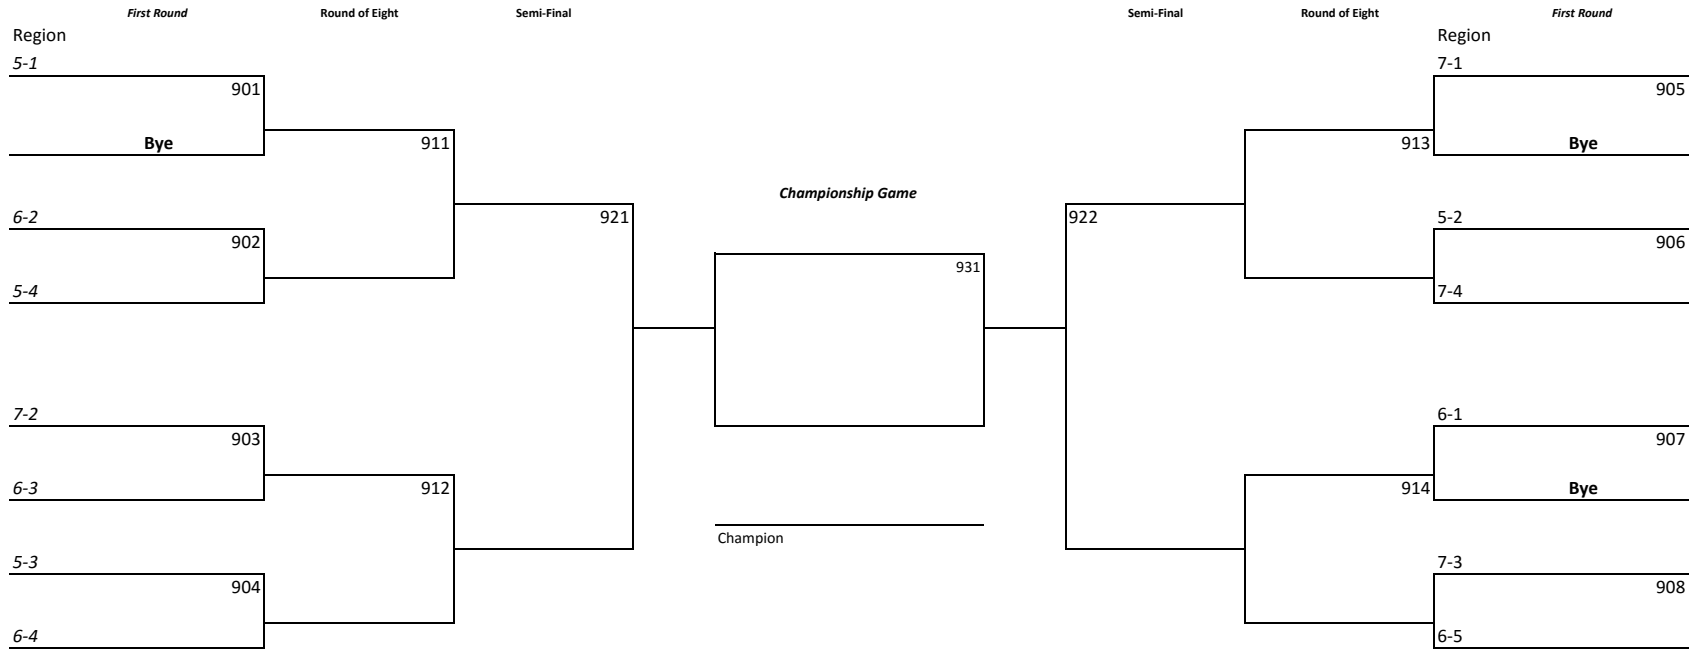 First Round Round of Eight Semi-Final Semi-Final Round of Eight First Round
Region Region
5-1 7-1
901 905
Bye 911 913 Bye
Championship Game
6-2 921 922 5-2
902 906
931
5-4 7-4
7-2 6-1
903 907
6-3 912 914 Bye
Champion
5-3 7-3
904 908
6-4 6-5